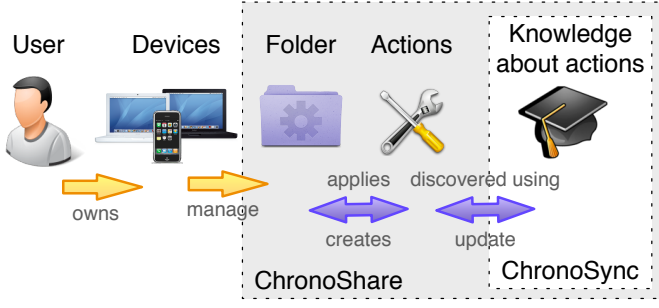 User
Devices
Folder
Actions
Knowledge
about actions
owns
manage
applies
creates
discovered using
update
ChronoShare
ChronoSync